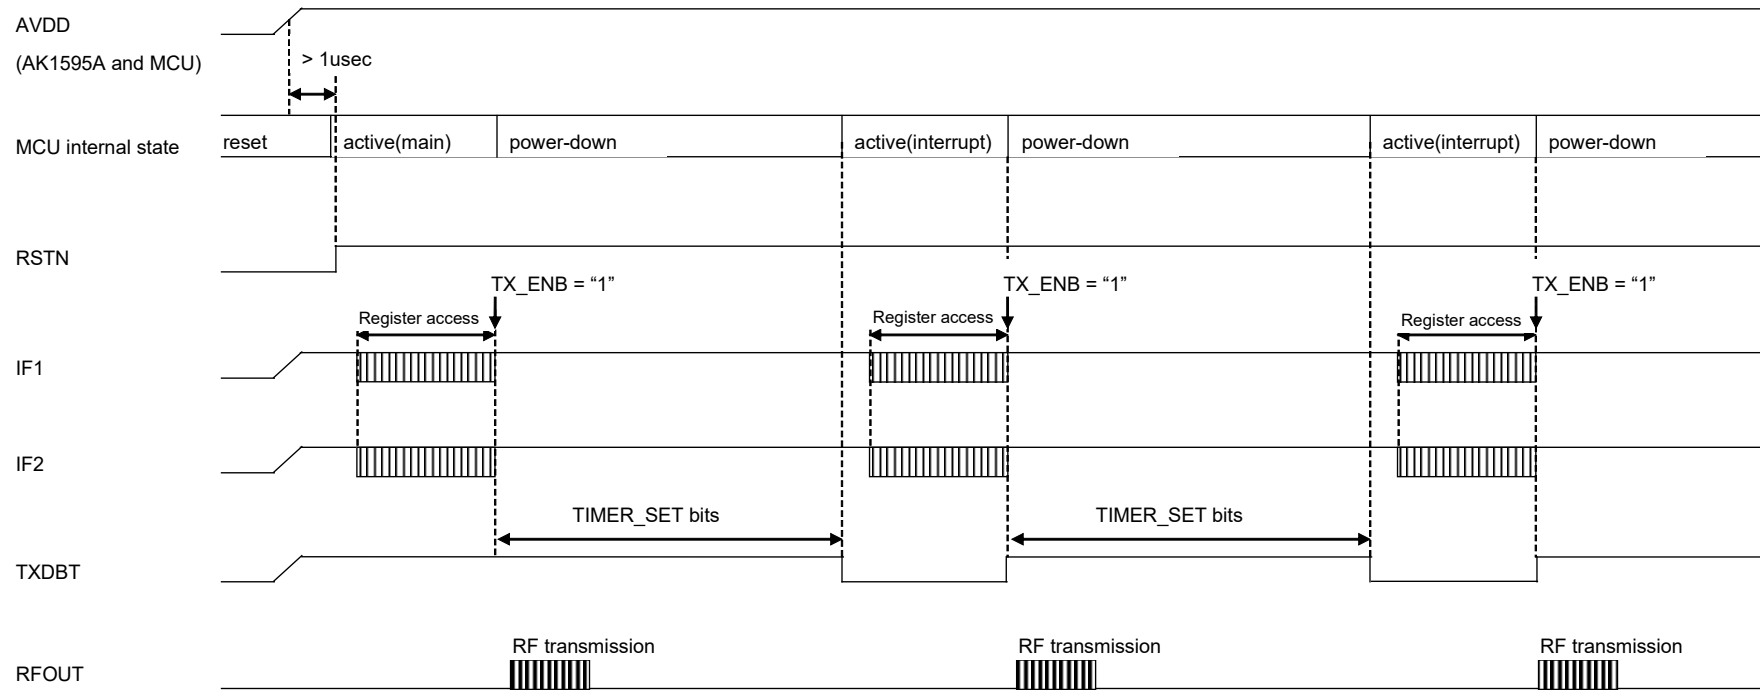 AVDD
(AK1595A and MCU)
> 1usec
MCU internal state
reset
active(main)
power-down
active(interrupt)
power-down
active(interrupt)
power-down
RSTN
TX_ENB = “1”
TX_ENB = “1”
TX_ENB = “1”
Register access
Register access
Register access
IF1
IF2
TIMER_SET bits
TIMER_SET bits
TXDBT
RF transmission
RF transmission
RF transmission
RFOUT